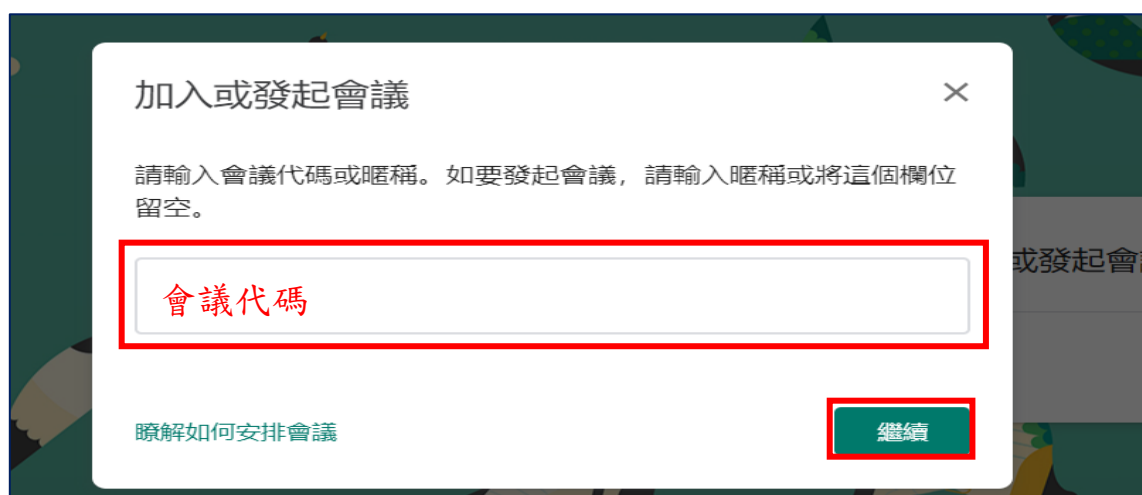 加入或發起會議
請輸入會議代碼或暱稱。如要發起會議，請輸入暱稱或將這個欄位
留空。
或發起會
會議代碼
瞭解如何安排會議
繼續